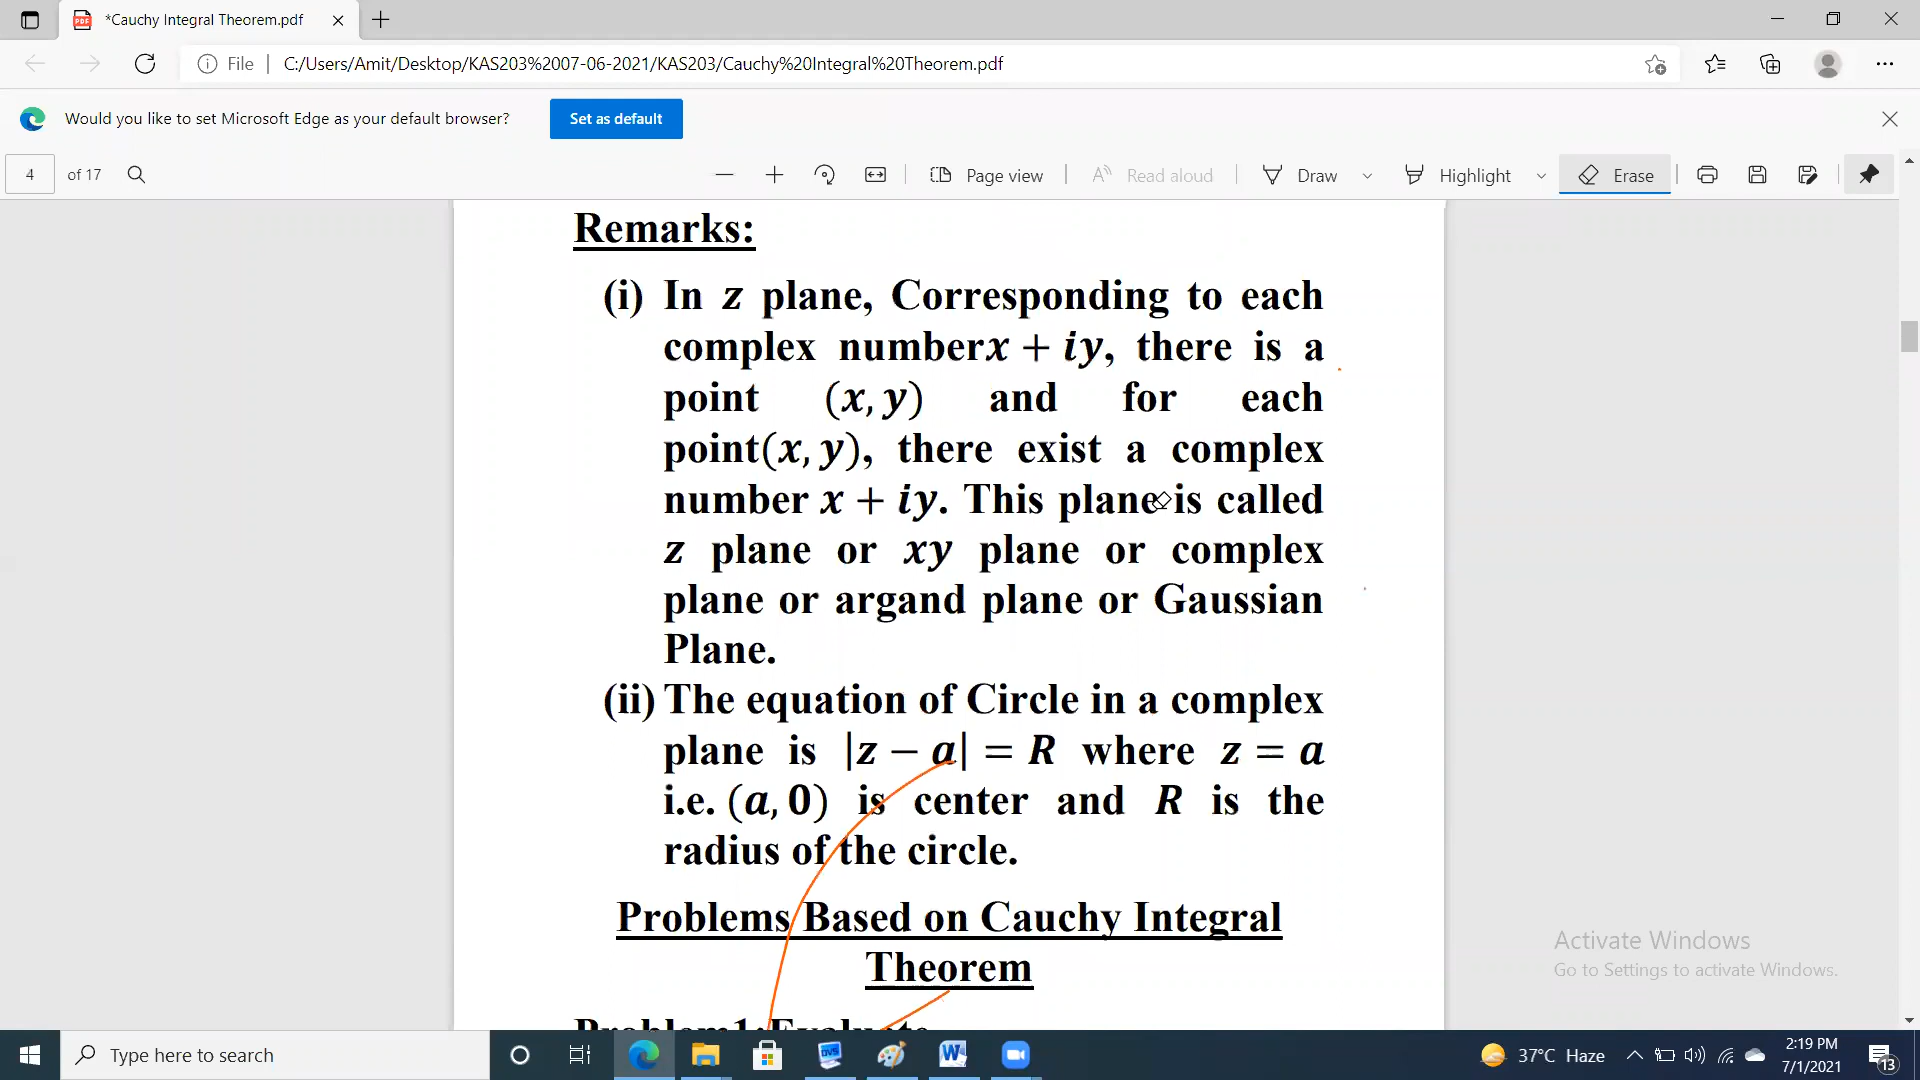 *Cauchy Integral Theorem.pdf
File | C:/Users/Amit/Desktop/KAS203%2007-06-2021/KAS203/Cauchy%20Integral%20Theorem.pdf
Would you like to set Microsoft Edge as your default browser? Set as default
4 of 17 Page view Read aloud Draw Highlight Erase
Remarks:
(i) In z plane, Corresponding to each
complex numberx + iy, there is a
point (x, y) and for each
point(x, y), there exist a complex
number x + iy. This plane is called
z plane or xy plane or complex
plane or argand plane or Gaussian
Plane.
(ii) The equation of Circle in a complex
plane is |z − a| = R where z = a
i.e. (a, 0) is center and R is the
radius of the circle.
Problems Based on Cauchy Integral
Theorem
Problem1:Evaluate
Activate Windows
Go to Settings to activate Windows.
Type here to search
37°C Haze
2:19 PM
7/1/2021
13